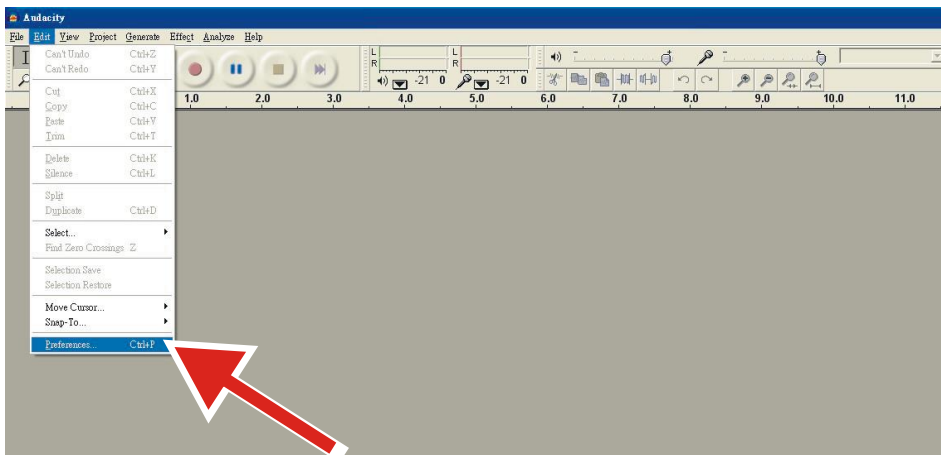 Audacity
File Edit View Project Generate Effect Analyze Help
Can't Undo Ctrl+Z
Can't Redo Ctrl+Y
Cut Ctrl+X
Copy Ctrl+C
Paste Ctrl+V
Trim Ctrl+T
Delete Ctrl+K
Silence Ctrl+L
Split
Duplicate Ctrl+D
Select...
Find Zero Crossings Z
Selection Save
Selection Restore
Move Cursor...
Snap-To...
Preferences... Ctrl+P
L
R
-21 0
L
R
-21 0
1.0 2.0 3.0 4.0 5.0 6.0 7.0 8.0 9.0 10.0 11.0